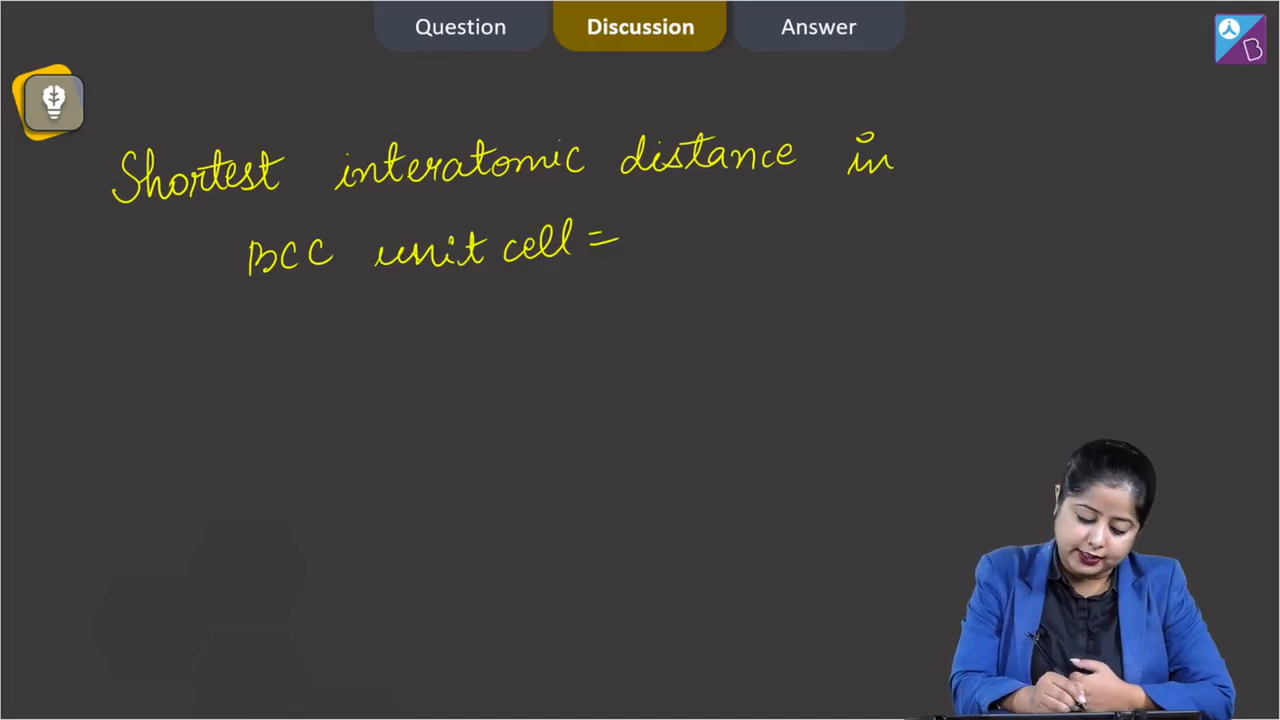 Question Discussion Answer
Shortest interatomic distance in
BCC unit cell =